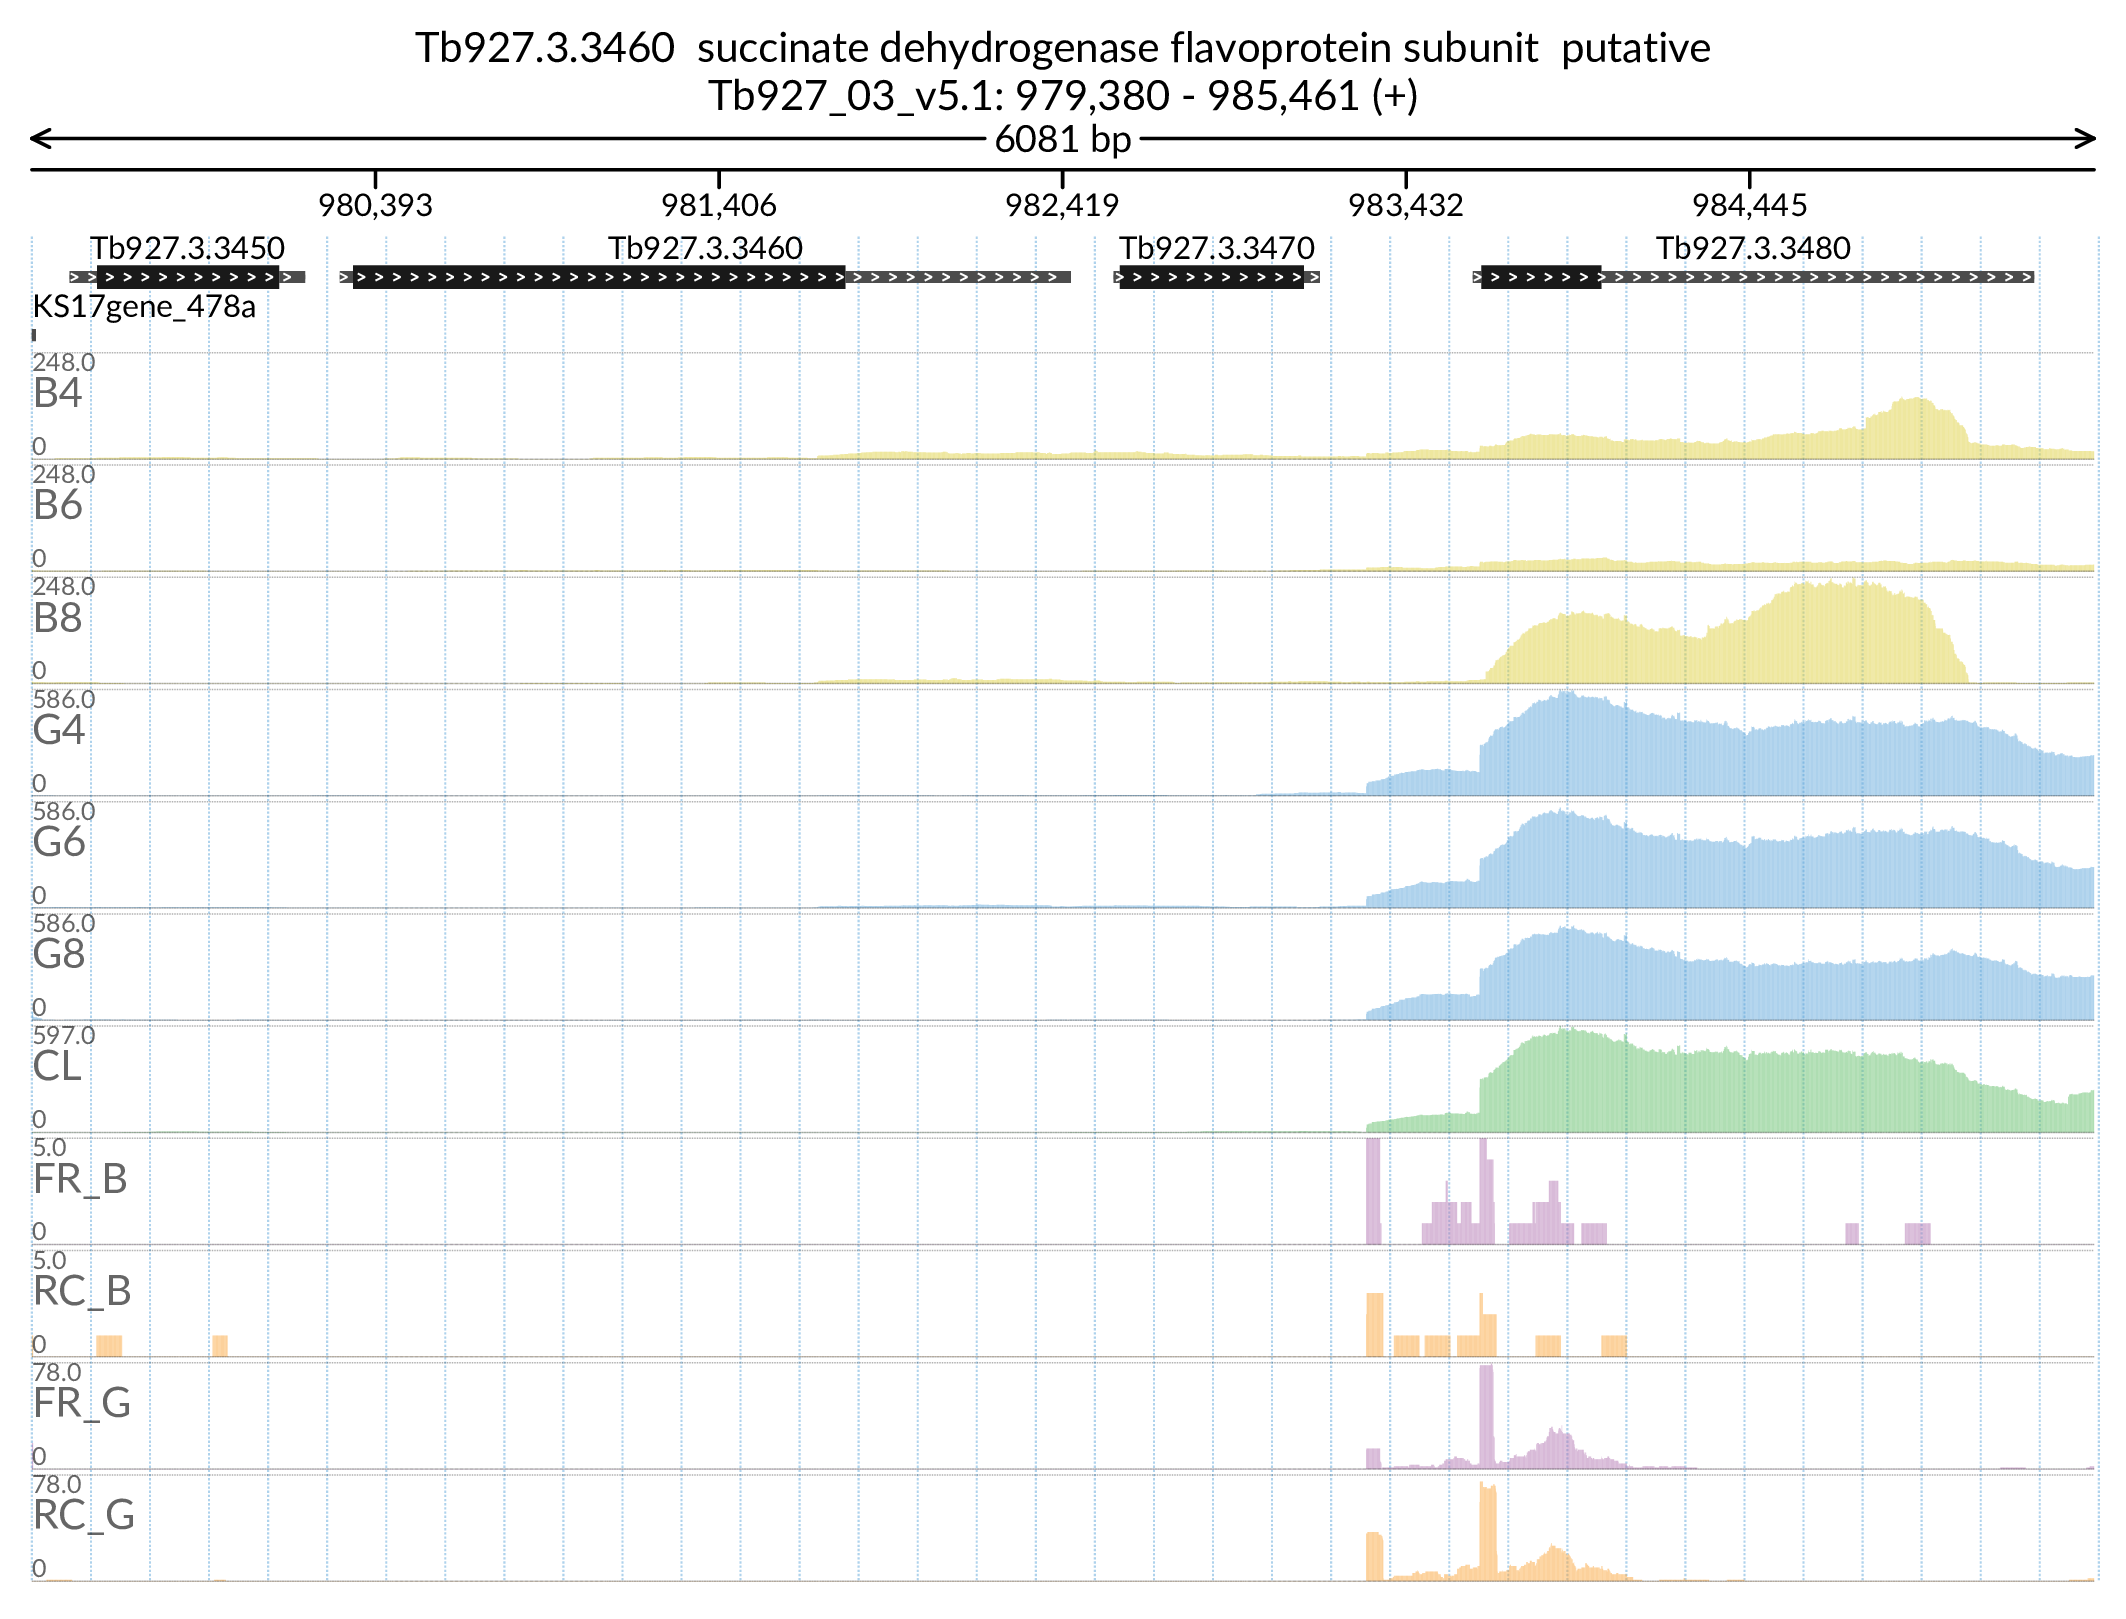 Tb927.3.3460  succinate dehydrogenase flavoprotein subunit  putative
Tb927_03_v5.1: 979,380 - 985,461 (+)
6081 bp
980,393 981,406 982,419 983,432 984,445
Tb927.3.3450 Tb927.3.3460 Tb927.3.3470 Tb927.3.3480
KS17gene_478a
248.0
B4
0
248.0
B6
0
248.0
B8
0
586.0
G4
0
586.0
G6
0
586.0
G8
0
597.0
CL
0
5.0
FR_B
0
5.0
RC_B
0
78.0
FR_G
0
78.0
RC_G
0